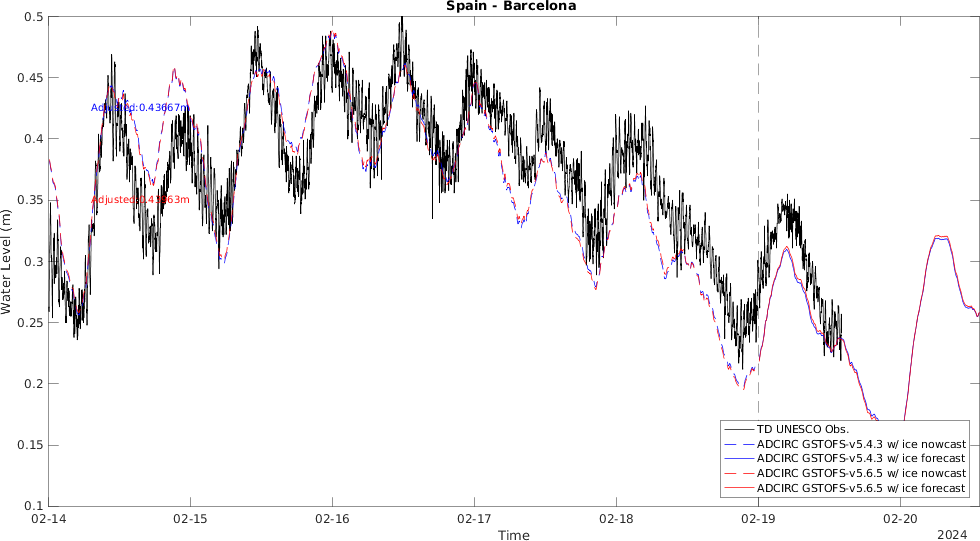 Spain - Barcelona
0.5
0.45
0.4
0.35
0.3
0.25
0.2
0.15
0.1
Water Level (m)
Adjusted:0.43667m
TD UNESCO Obs.
ADCIRC GSTOFS-v5.4.3 w/ ice nowcast
ADCIRC GSTOFS-v5.4.3 w/ ice forecast
ADCIRC GSTOFS-v5.6.5 w/ ice nowcast
ADCIRC GSTOFS-v5.6.5 w/ ice forecast
02-14 02-15 02-16 02-17 02-18 02-19 02-20
Time
2024